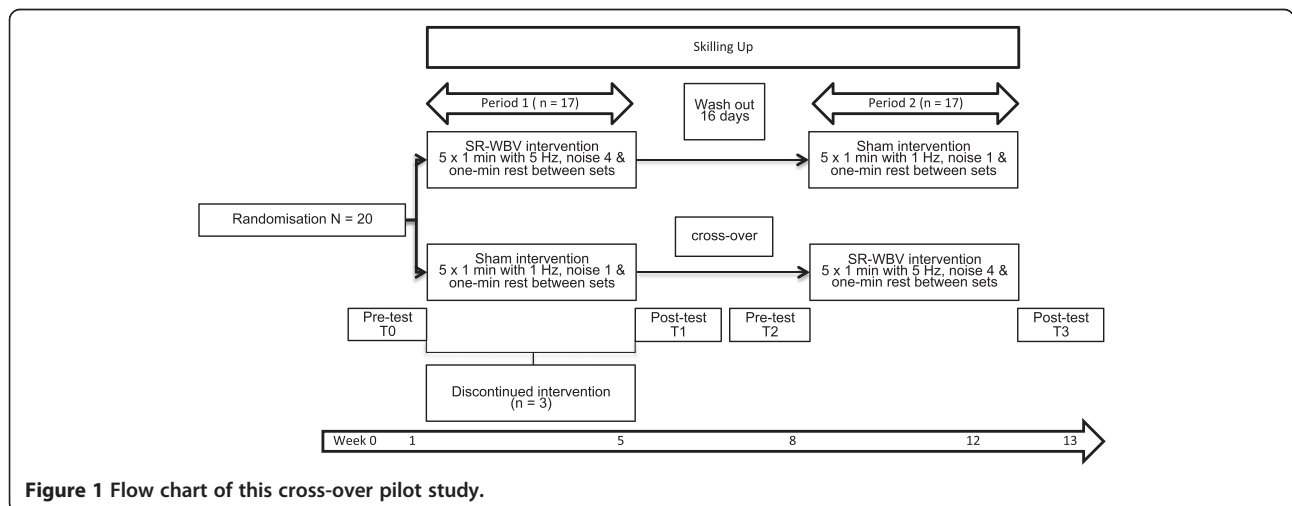 Skilling Up
Period 1 ( n = 17)
Wash out
16 days
Period 2 (n = 17)
SR-WBV intervention
5 x 1 min with 5 Hz, noise 4 &
one-min rest between sets
Sham intervention
5 x 1 min with 1 Hz, noise 1 &
one-min rest between sets
Randomisation N = 20
cross-over
Sham intervention
5 x 1 min with 1 Hz, noise 1 &
one-min rest between sets
SR-WBV intervention
5 x 1 min with 5 Hz, noise 4 &
one-min rest between sets
Pre-test
T0
Post-test
T1
Pre-test
T2
Post-test
T3
Discontinued intervention
(n = 3)
Week 0 1 5 8 12 13
Figure 1 Flow chart of this cross-over pilot study.